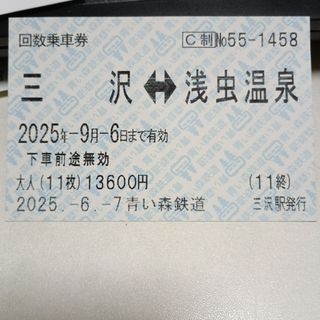 回数乗車券 C制 №55-1458
三沢⬌浅虫温泉
2025年-9月-6日まで有効
下車前途無効
大人(11枚)13600円 (11終)
2025.-6.-7青い森鉄道 三沢駅発行